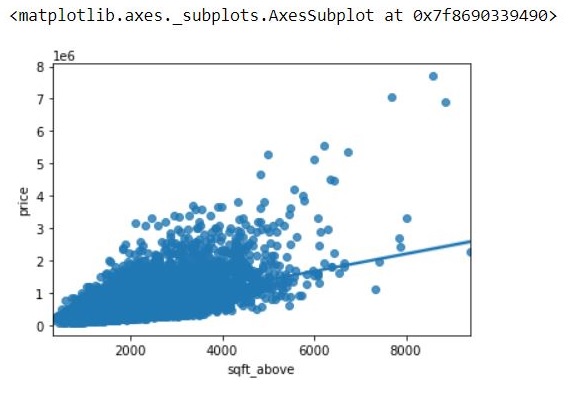 <matplotlib.axes._subplots.AxesSubplot at 0x7f8690339490>
1e6
8
7
6
5
4
3
2
1
0
price
2000 4000 6000 8000
sqft_above